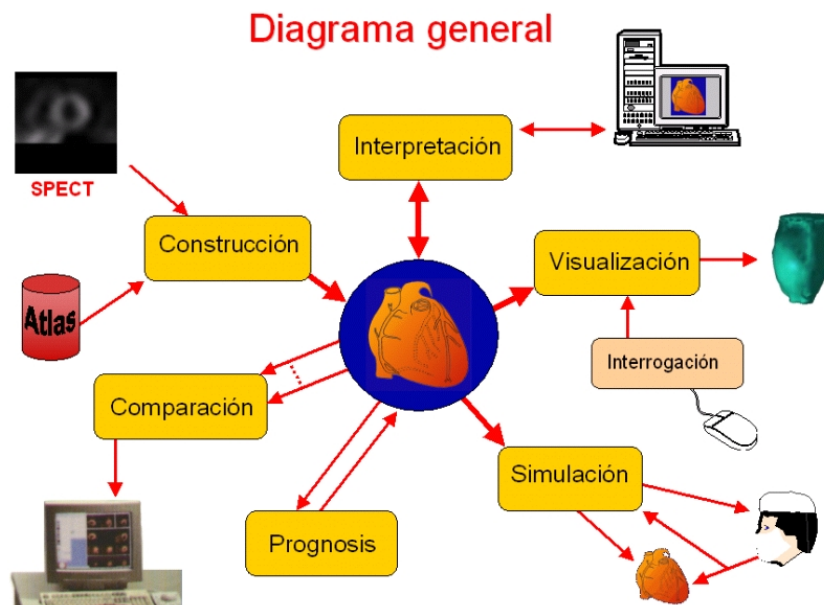 Diagrama general
SPECT
Interpretación
Construcción
Visualización
Atlas
Interrogación
Comparación
Simulación
Prognosis